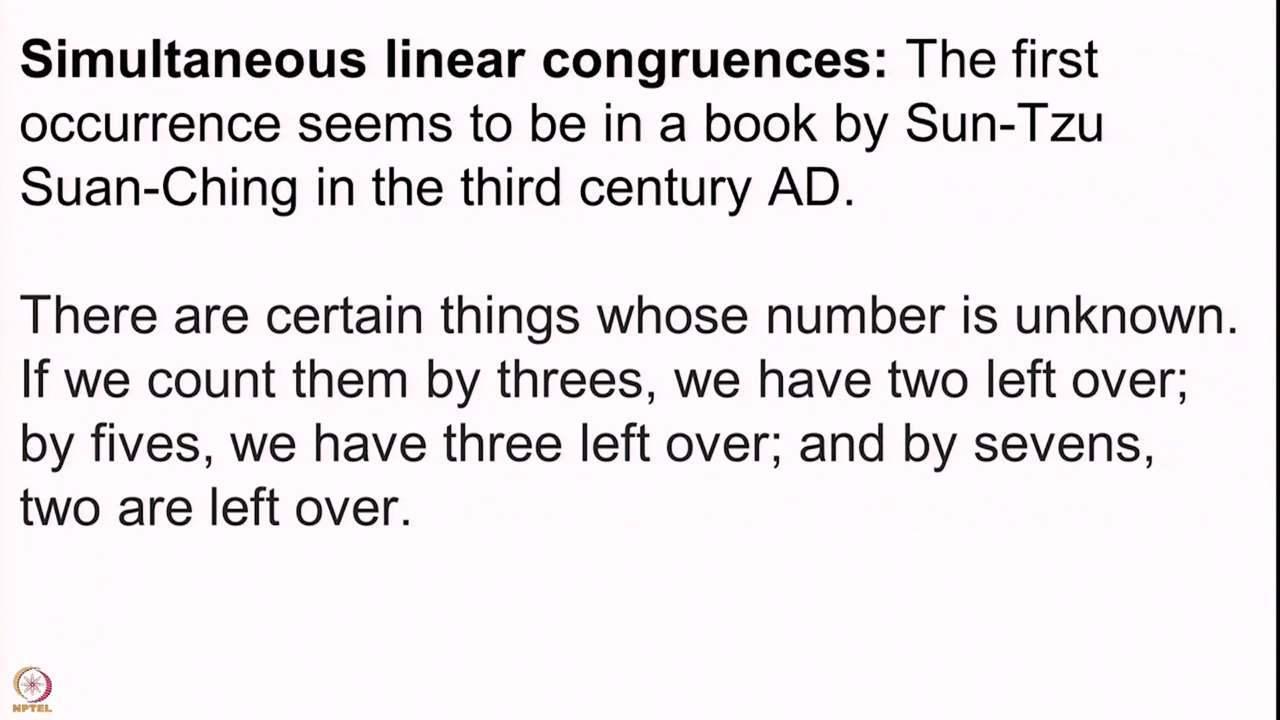 Simultaneous linear congruences: The first
occurrence seems to be in a book by Sun-Tzu
Suan-Ching in the third century AD.
There are certain things whose number is unknown.
If we count them by threes, we have two left over;
by fives, we have three left over; and by sevens,
two are left over.
NPTEL